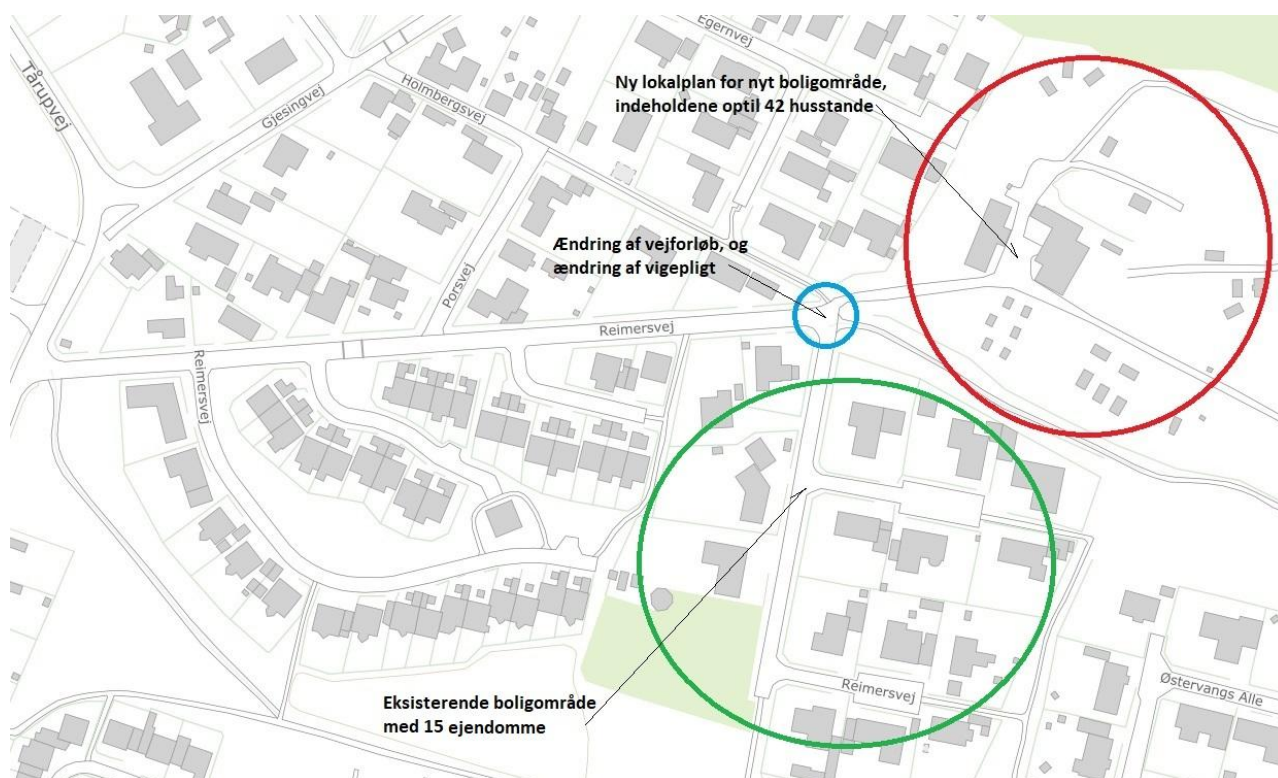 Egernvej
Tårupvej
Gjesingvej
Holmbergsvej
Ny lokalplan for nyt boligområde,
indeholdene optil 42 husstande
Ændring af vejforløb, og
ændring af vigepligt
Porsvej
Reimersvej
Reimersvej
Reimersvej
Østervangs Alle
Eksisterende boligområde
med 15 ejendomme